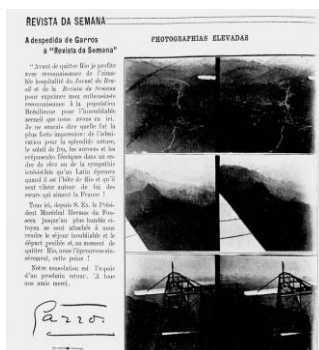 REVISTA DA SEMANA
A despedida de Garros
à "Revista da Semana"
PHOTOGRAPHIAS ELEVADAS
"Avant de quitter Rio je profite
avec reconnaissance de l'aima-
ble hospitalité du Jornal do Bra-
sil et de la Revista da Semana
pour exprimer mon enthousiaste
reconnaissance à la population
Brésilienne pour l'inoubliable
accueil que nous avons eu ici.
Je ne saurais dire quelle fut la
plus forte impression: de l'admi-
ration pour la splendide nature,
le soleil de feu, les aurores et les
crépuscules féeriques dans un ca-
dre de rêve ou de la sympathie
irrésistible qu'un Latin éprouve
quand il est l'hôte de Rio et qu'il
sent vibrer autour de lui des
cœurs qui aiment la France!
Tous ici, depuis S. Ex. le Prési-
dent Maréchal Hermes da Fon-
seca jusqu'au plus humble ci-
toyen se sont attachés à nous
rendre le séjour inoubliable et le
départ pénible et, au moment de
quitter Rio, nous l'éprouvons sin-
cèrement, cette peine!
Notre consolation est l'espoir
d'un prochain retour. A tous
nos amis merci.
Garros